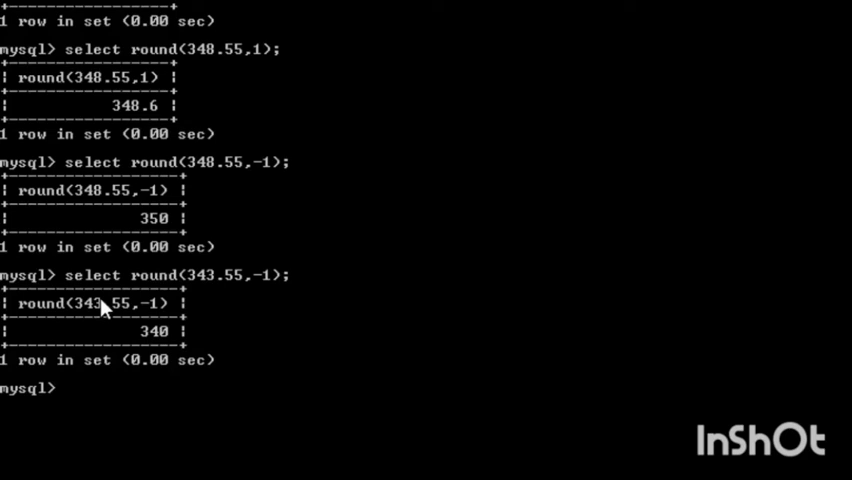 +-----------------+
1 row in set (0.00 sec)
mysql> select round(348.55,1);
+-----------------+
| round(348.55,1) |
+-----------------+
|           348.6 |
+-----------------+
1 row in set (0.00 sec)
mysql> select round(348.55,-1);
+------------------+
| round(348.55,-1) |
+------------------+
|              350 |
+------------------+
1 row in set (0.00 sec)
mysql> select round(343.55,-1);
+------------------+
| round(343.55,-1) |
+------------------+
|              340 |
+------------------+
1 row in set (0.00 sec)
mysql>
InShOt